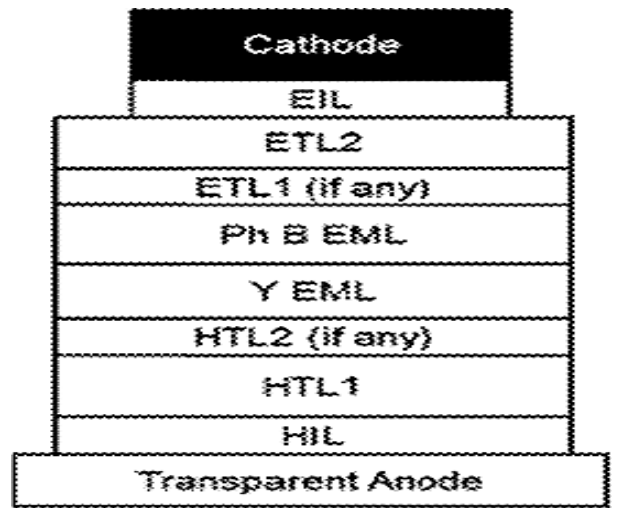 Cathode
EIL
ETL2
ETL1 (if any)
Ph B EML
Y EML
HTL2 (if any)
HTL1
HIL
Transparent Anode